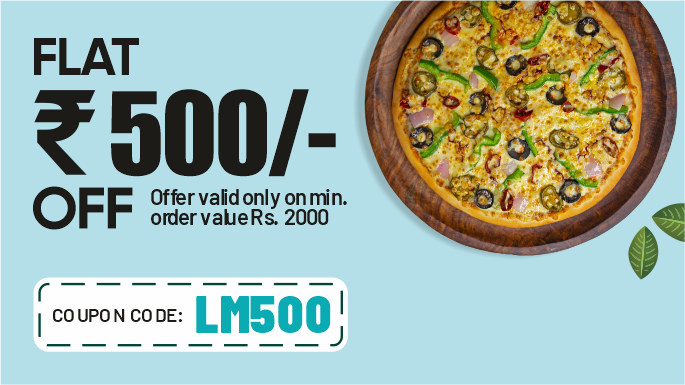 FLAT
₹500/-
OFF
Offer valid only on min.
order value Rs. 2000
COUPON CODE: LM500